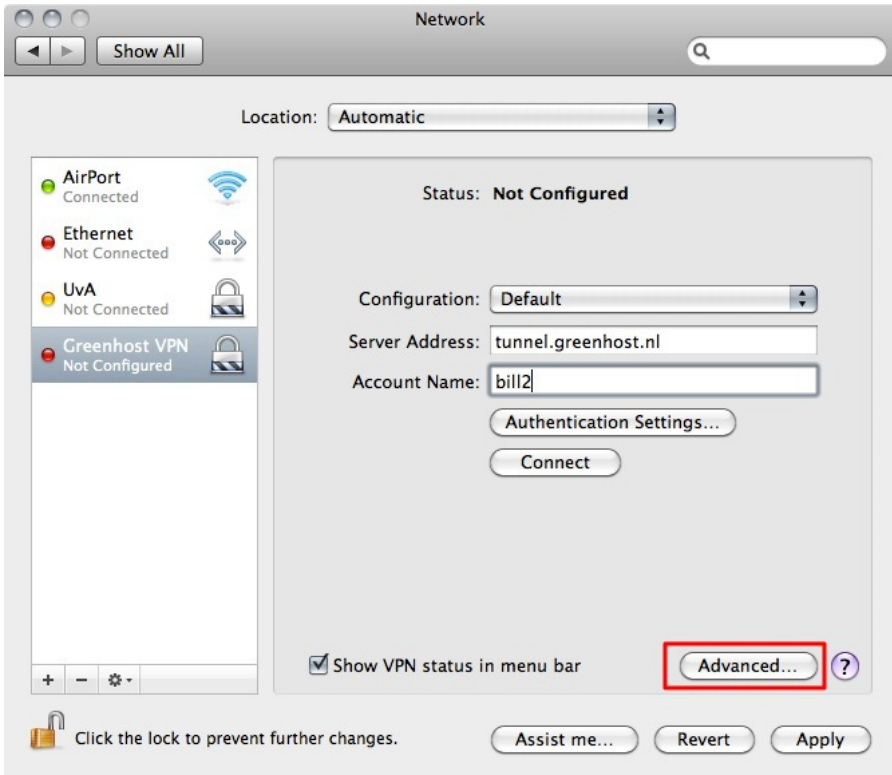 Network
Show All
Location: Automatic
AirPort
Connected
Ethernet
Not Connected
UvA
Not Connected
Greenhost VPN
Not Configured
Status: Not Configured
Configuration: Default
Server Address: tunnel.greenhost.nl
Account Name: bill2
Authentication Settings...
Connect
Show VPN status in menu bar
Advanced...
?
Click the lock to prevent further changes.
Assist me...
Revert
Apply